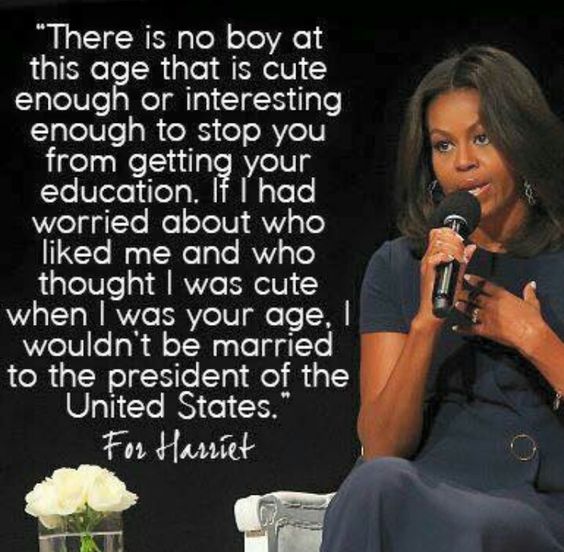 "There is no boy at
this age that is cute
enough or interesting
enough to stop you
from getting your
education. If I had
worried about who
liked me and who
thought I was cute
when I was your age, I
wouldn't be married
to the president of the
United States."
For Harriet